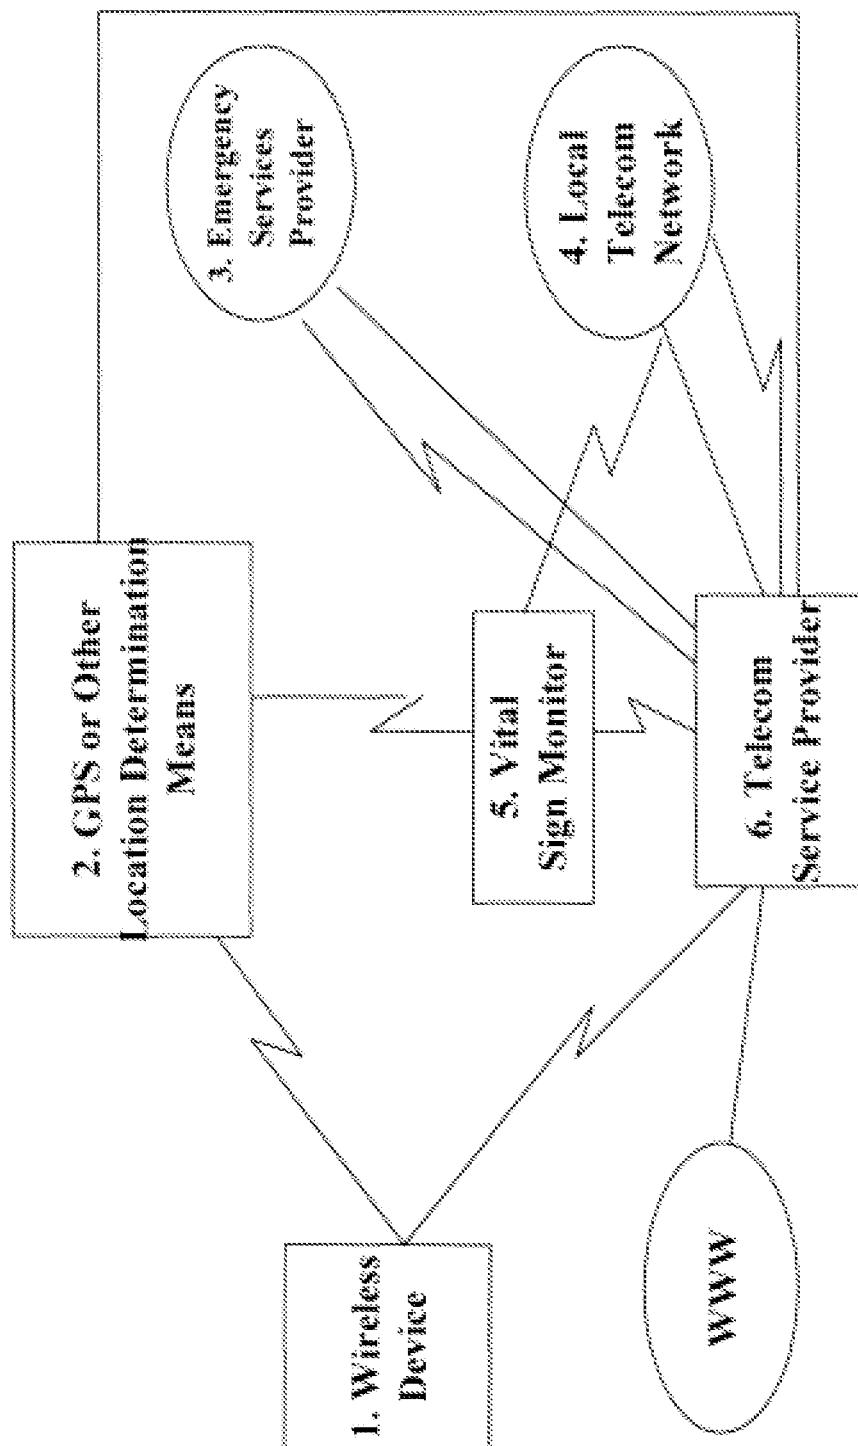 1. Wireless
Device
2. GPS or Other
Location Determination
Means
3. Emergency
Services
Provider
4. Local
Telecom
Network
5. Vital
Sign Monitor
6. Telecom
Service Provider
WWW